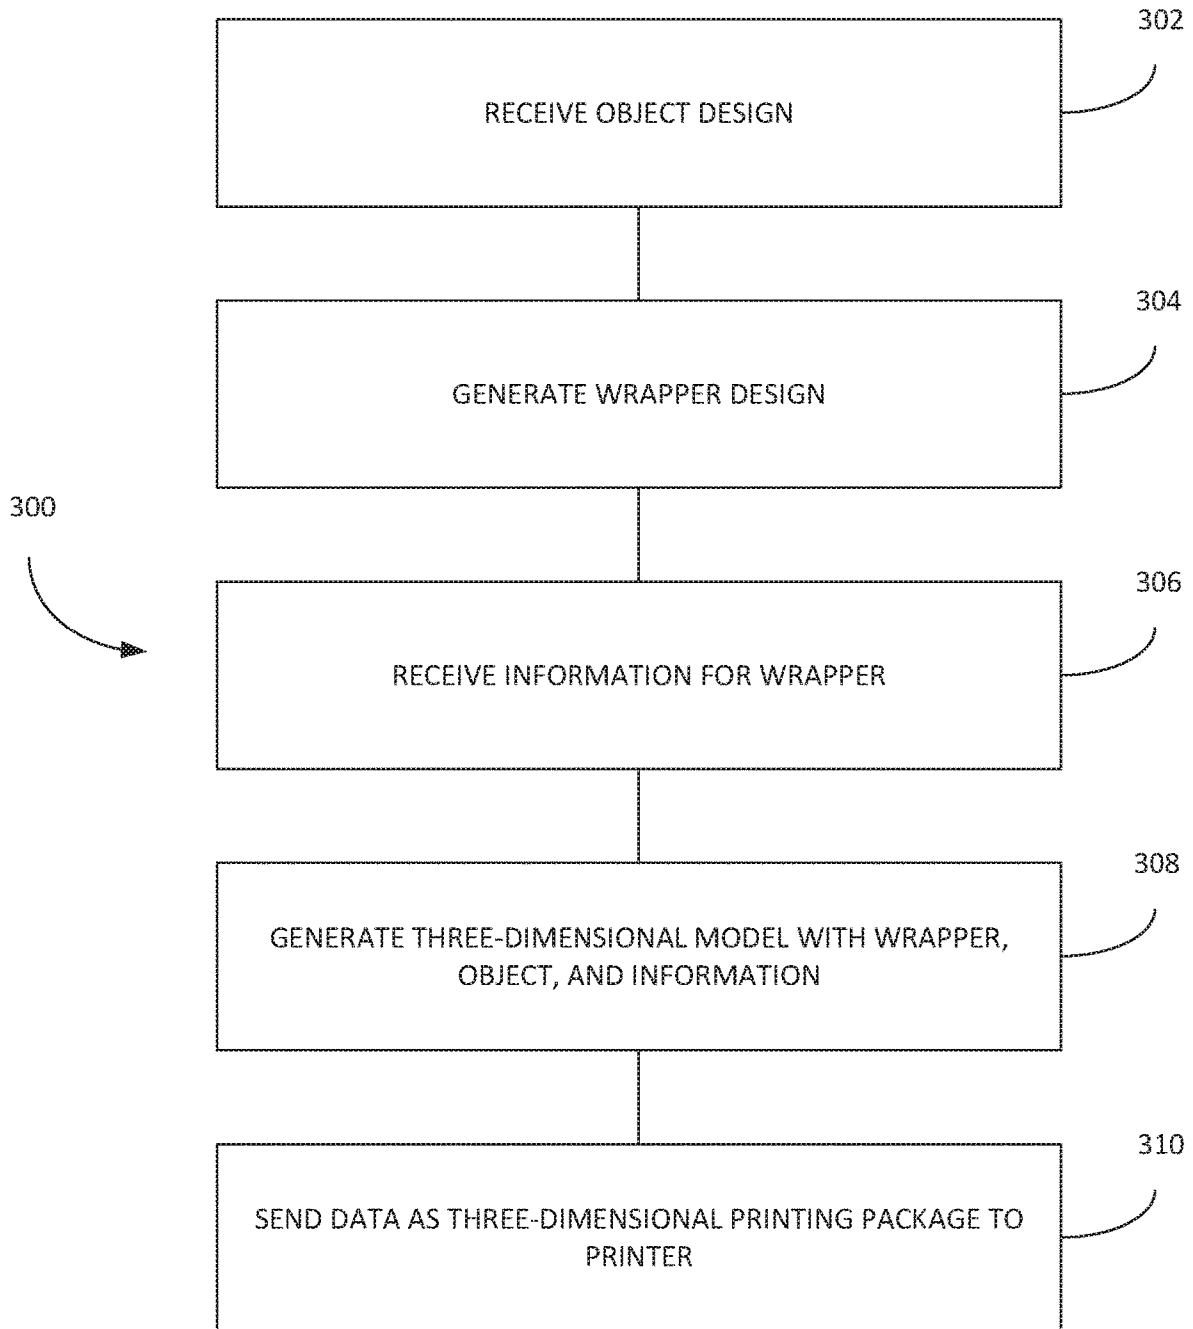 302
RECEIVE OBJECT DESIGN
304
GENERATE WRAPPER DESIGN
300
306
RECEIVE INFORMATION FOR WRAPPER
308
GENERATE THREE-DIMENSIONAL MODEL WITH WRAPPER,
OBJECT, AND INFORMATION
310
SEND DATA AS THREE-DIMENSIONAL PRINTING PACKAGE TO
PRINTER